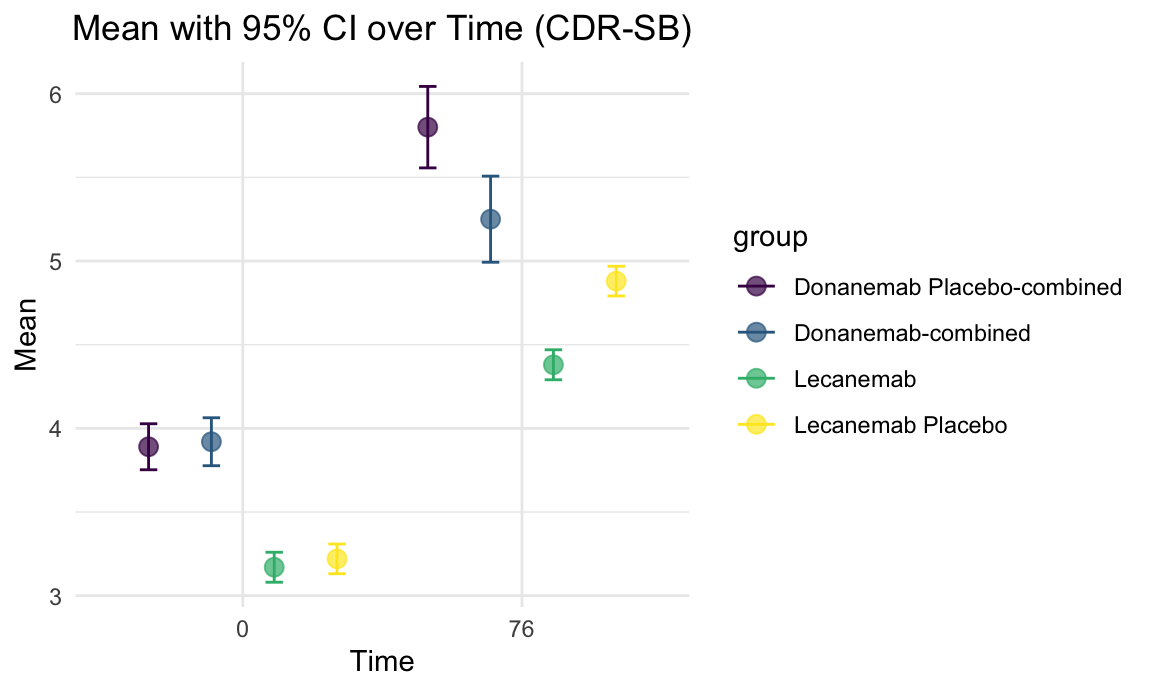 Mean with 95% CI over Time (CDR-SB)
6
5
4
3
Mean
0
76
Time
group
Donanemab Placebo-combined
Donanemab-combined
Lecanemab
Lecanemab Placebo